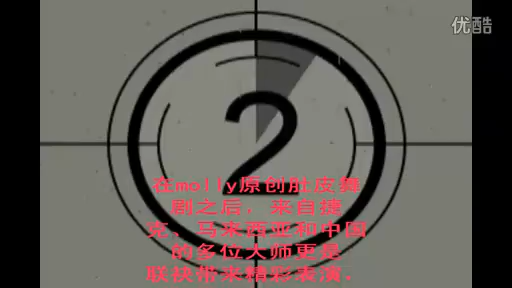 优酷
2
在molly原创肚皮舞
剧之后，来自捷
克、马来西亚和中国
的多位大师更是
联袂带来精彩表演．